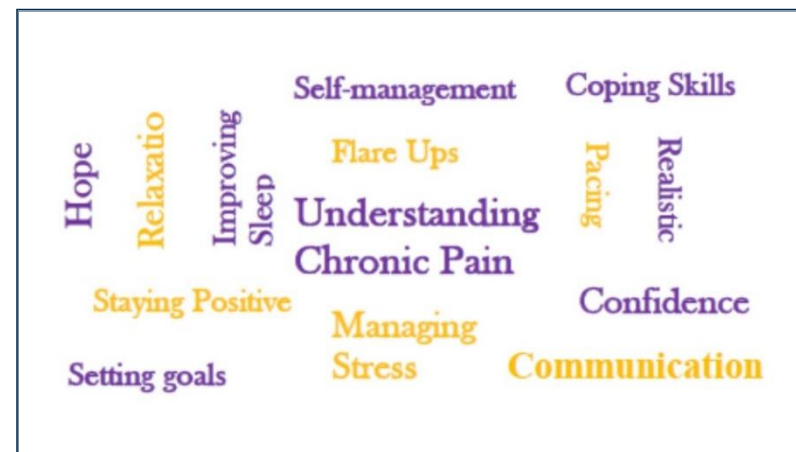 Self-management
Coping Skills
Hope
Relaxatio
Improving
Sleep
Flare Ups
Pacing
Realistic
Understanding
Chronic Pain
Staying Positive
Confidence
Managing
Stress
Setting goals
Communication